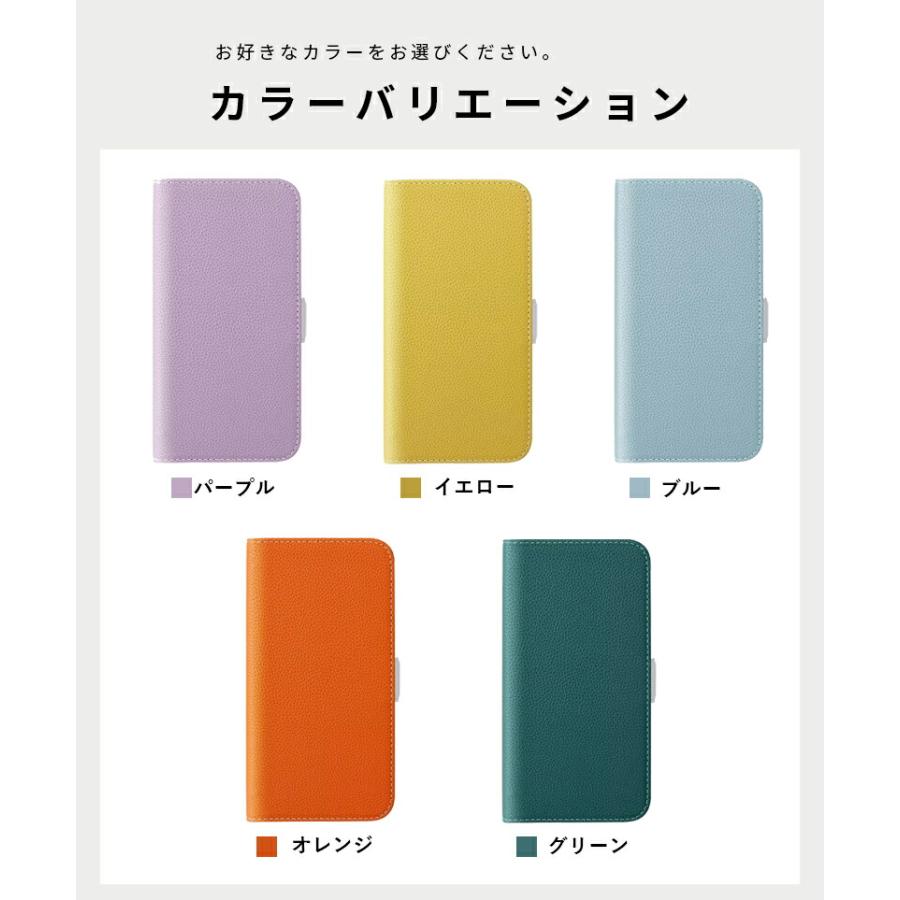 お好きなカラーをお選びください。
カラーバリエーション
パープル
イエロー
ブルー
オレンジ
グリーン